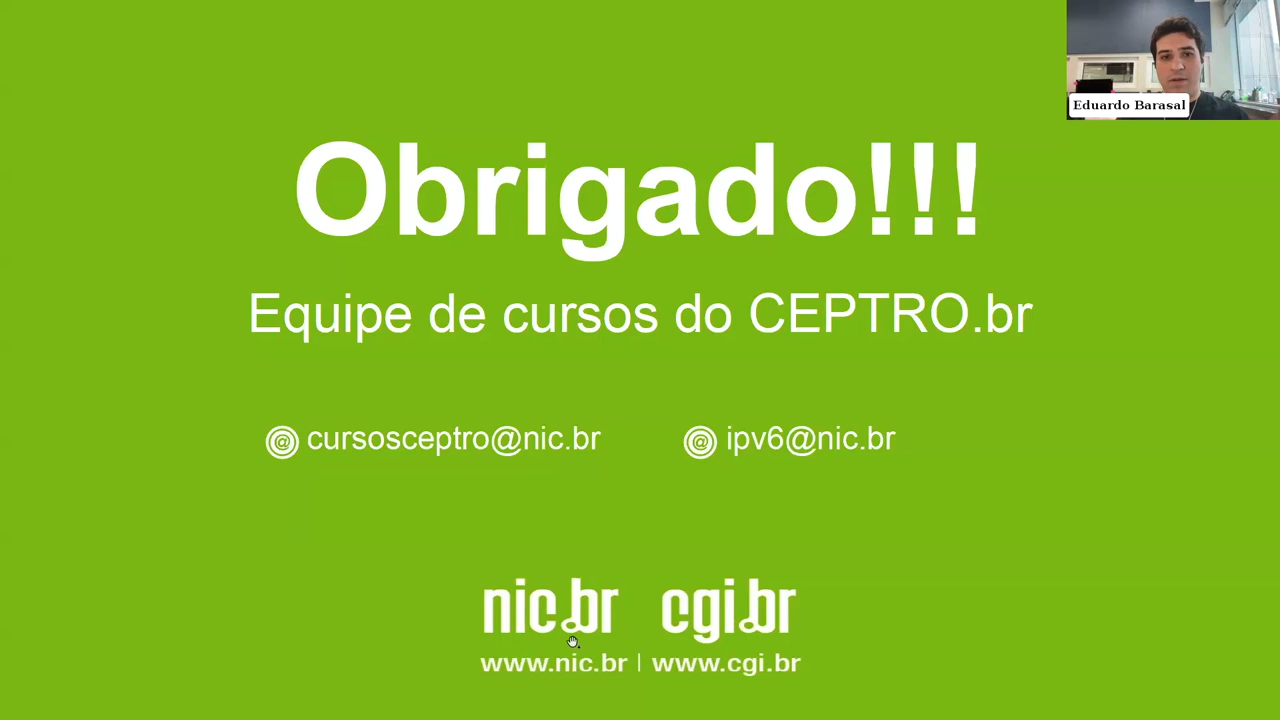 Eduardo Barasal
Obrigado!!!
Equipe de cursos do CEPTRO.br
@ cursosceptro@nic.br @ ipv6@nic.br
nic.br cgi.br
www.nic.br | www.cgi.br